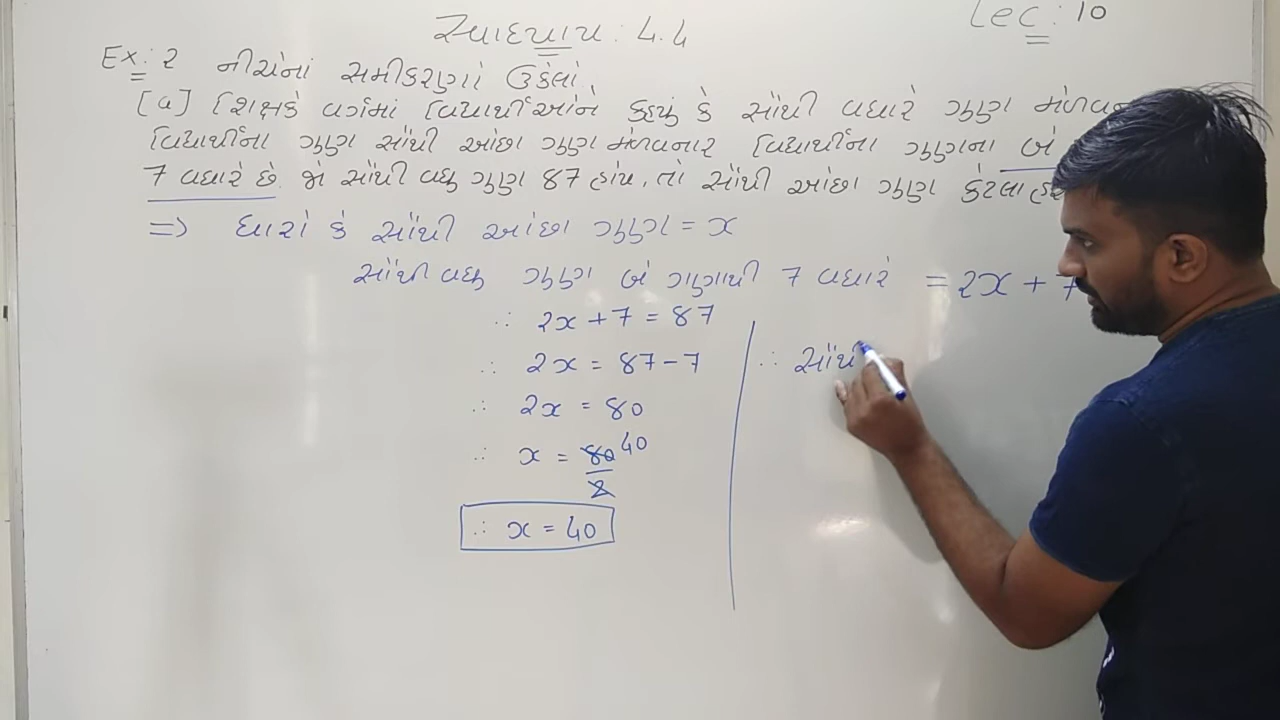 સ્વાધ્યાય : 4.4
Lec : 10
Ex : 2 નીચેનાં સમીકરણો ઉકેલો
[a] શિક્ષકે વર્ગમાં વિદ્યાર્થીઓને કહ્યું કે સૌથી વધારે ગુણ
વિદ્યાર્થીના ગુણ સૌથી ઓછા ગુણ મેળવનાર વિદ્યાર્થીના ગુણના બે
7 વધારે છે. જો સૌથી વધુ ગુણ 87 હોય, તો સૌથી ઓછા ગુણ કેટલા
=> ધારો કે સૌથી ઓછા ગુણ = x
સૌથી વધુ ગુણ બે ગણાથી 7 વધારે = 2x + 7
∴ 2x + 7 = 87
∴ 2x = 87 - 7
∴ 2x = 80
∴ x = 80/2 40
∴ x = 40
∴ સૌથી